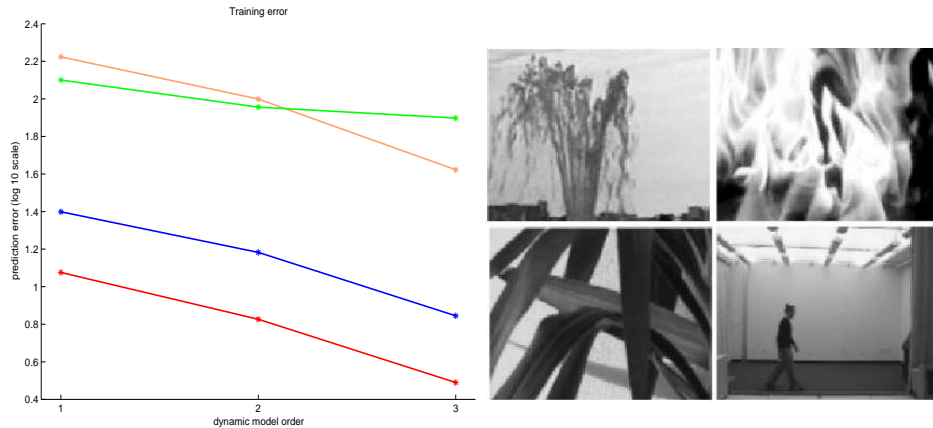 Training error
prediction error (log 10 scale)
2.4
2.2
2
1.8
1.6
1.4
1.2
1
0.8
0.6
0.4
1 2 3
dynamic model order